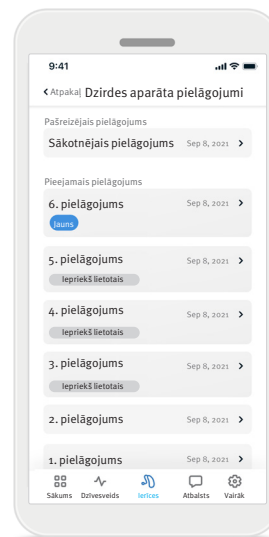 9:41
Atpakaļ Dzirdes aparāta pielāgojumi
Pašreizējais pielāgojums
Sākotnējais pielāgojums Sep 8, 2021
Pieejamais pielāgojums
6. pielāgojums Sep 8, 2021
Jauns
5. pielāgojums Sep 8, 2021
Iepriekš lietotais
4. pielāgojums Sep 8, 2021
Iepriekš lietotais
3. pielāgojums Sep 8, 2021
Iepriekš lietotais
2. pielāgojums Sep 8, 2021
1. pielāgojums Sep 8, 2021
Sākums Dzīvesveids Ierīces Atbalsts Vairāk